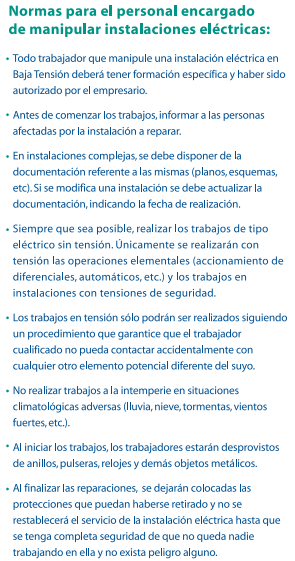 Normas para el personal encargado
de manipular instalaciones eléctricas:
• Todo trabajador que manipule una instalación eléctrica en
Baja Tensión deberá tener formación específica y haber sido
autorizado por el empresario.
• Antes de comenzar los trabajos, informar a las personas
afectadas por la instalación a reparar.
• En instalaciones complejas, se debe disponer de la
documentación referente a las mismas (planos, esquemas,
etc). Si se modifica una instalación se debe actualizar la
documentación, indicando la fecha de realización.
• Siempre que sea posible, realizar los trabajos de tipo
eléctrico sin tensión. Únicamente se realizarán con
tensión las operaciones elementales (accionamiento de
diferenciales, automáticos, etc.) y los trabajos en
instalaciones con tensiones de seguridad.
• Los trabajos en tensión sólo podrán ser realizados siguiendo
un procedimiento que garantice que el trabajador
cualificado no pueda contactar accidentalmente con
cualquier otro elemento potencial diferente del suyo.
• No realizar trabajos a la intemperie en situaciones
climatológicas adversas (lluvia, nieve, tormentas, vientos
fuertes, etc.).
• Al iniciar los trabajos, los trabajadores estarán desprovistos
de anillos, pulseras, relojes y demás objetos metálicos.
• Al finalizar las reparaciones, se dejarán colocadas las
protecciones que puedan haberse retirado y no se
restablecerá el servicio de la instalación eléctrica hasta que
se tenga completa seguridad de que no queda nadie
trabajando en ella y no exista peligro alguno.